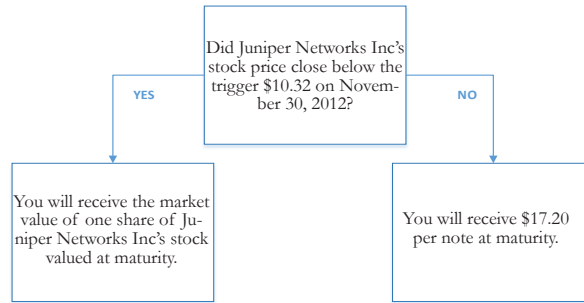 Did Juniper Networks Inc’s
stock price close below the
trigger $10.32 on Novem-
ber 30, 2012?
YES
NO
You will receive the market
value of one share of Ju-
niper Networks Inc’s stock
valued at maturity.
You will receive $17.20
per note at maturity.